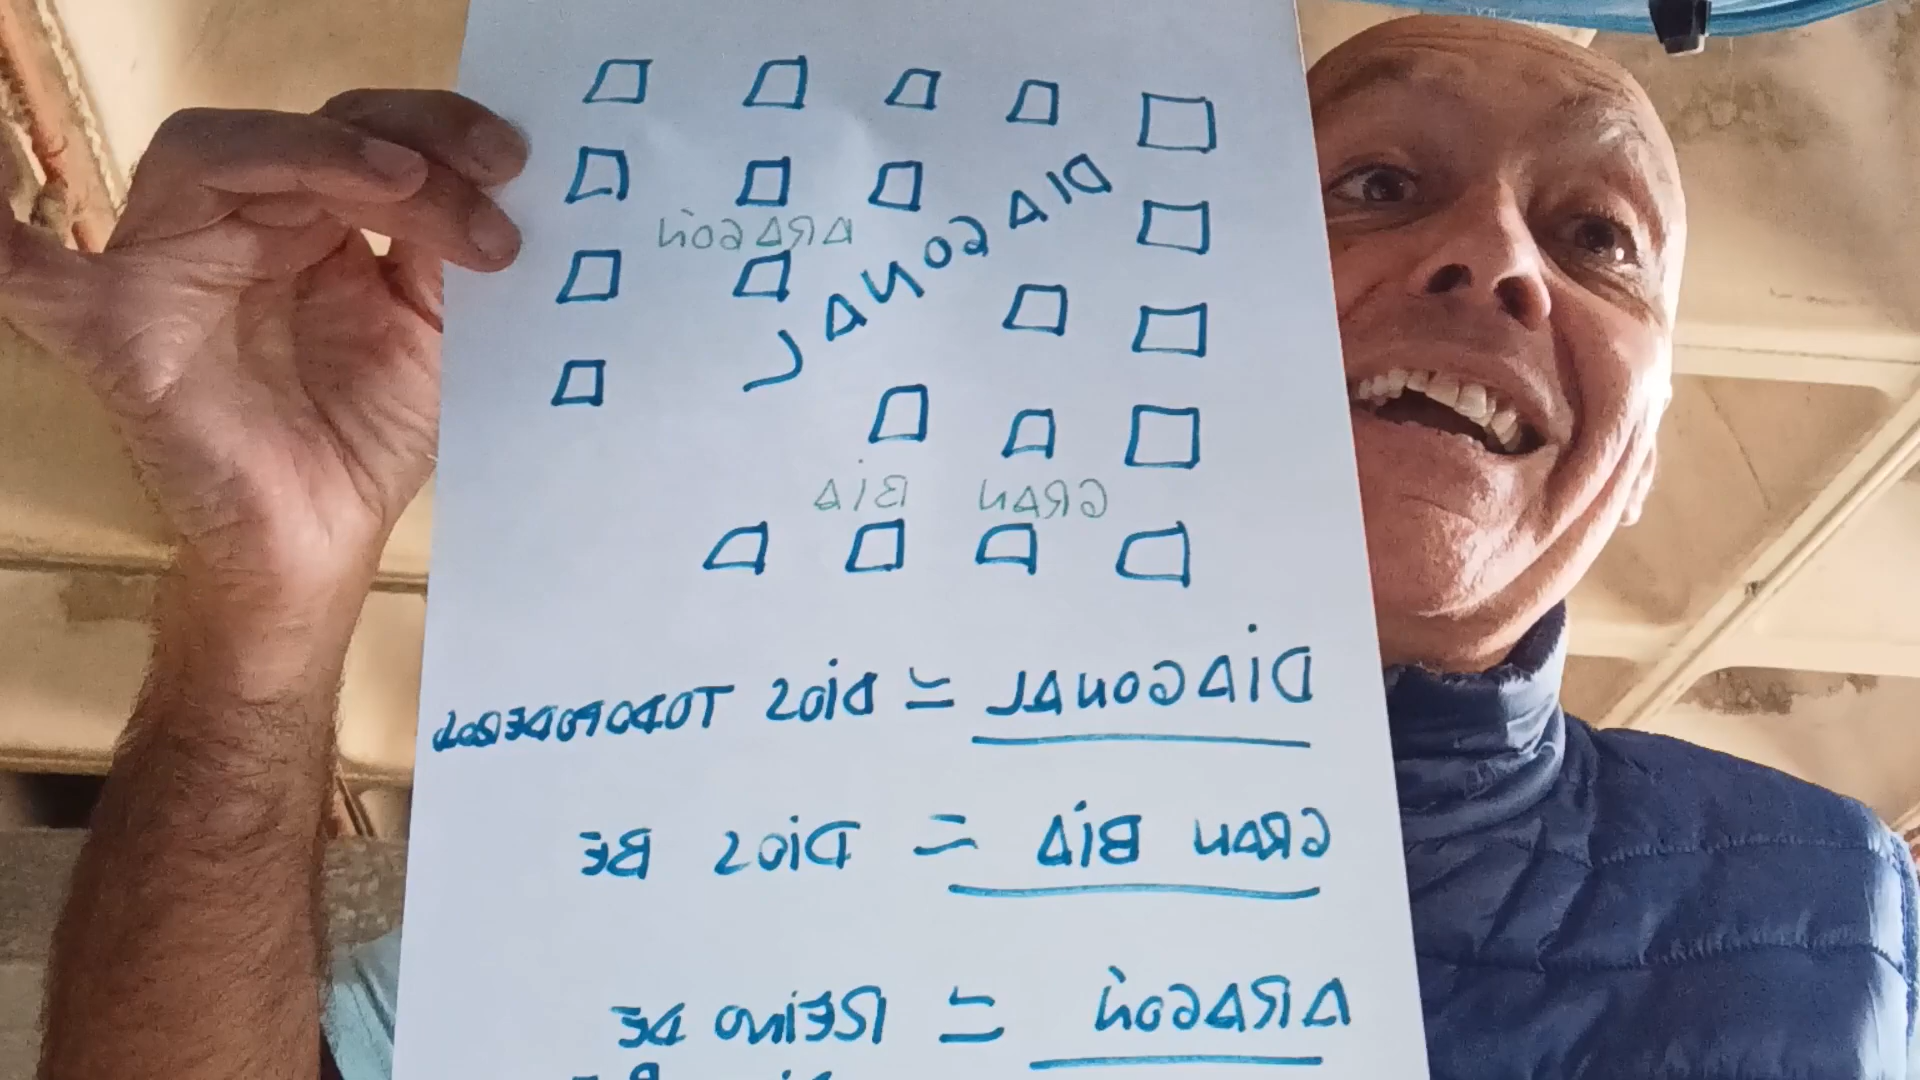 DIAGONAL
ARAGÓN
GRAN BIA
DIAGONAL = DIOS TODOPODEROSO
GRAN BIA = DIOS BE
ARAGÓN = REINO DE